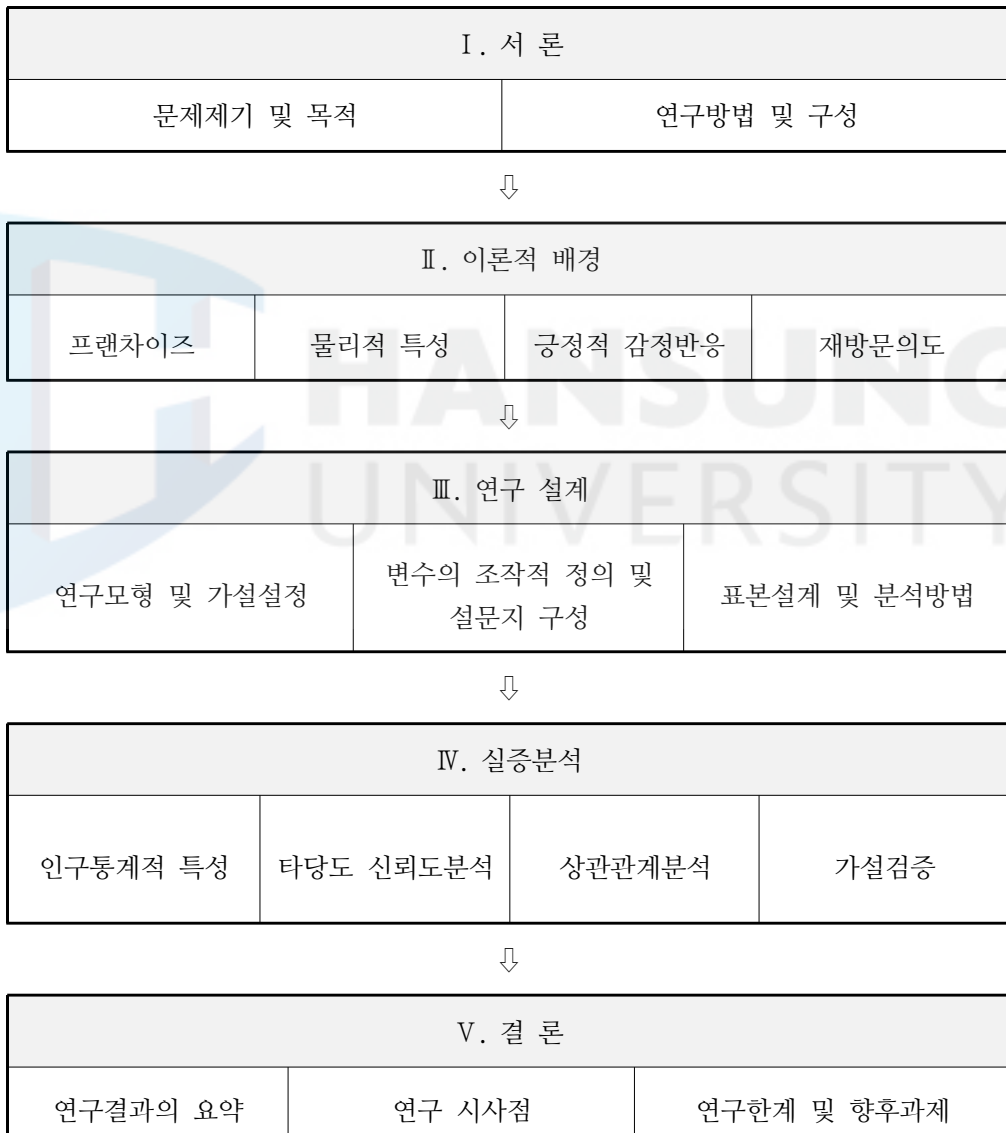 Ⅰ. 서 론
문제제기 및 목적 연구방법 및 구성
⇩
Ⅱ. 이론적 배경
프랜차이즈 물리적 특성 긍정적 감정반응 재방문의도
⇩
HANSUNG
UNIVERSITY
Ⅲ. 연구 설계
연구모형 및 가설설정 변수의 조작적 정의 및 표본설계 및 분석방법
설문지 구성
⇩
Ⅳ. 실증분석
인구통계적 특성 타당도 신뢰도분석 상관관계분석 가설검증
⇩
Ⅴ. 결 론
연구결과의 요약 연구 시사점 연구한계 및 향후과제